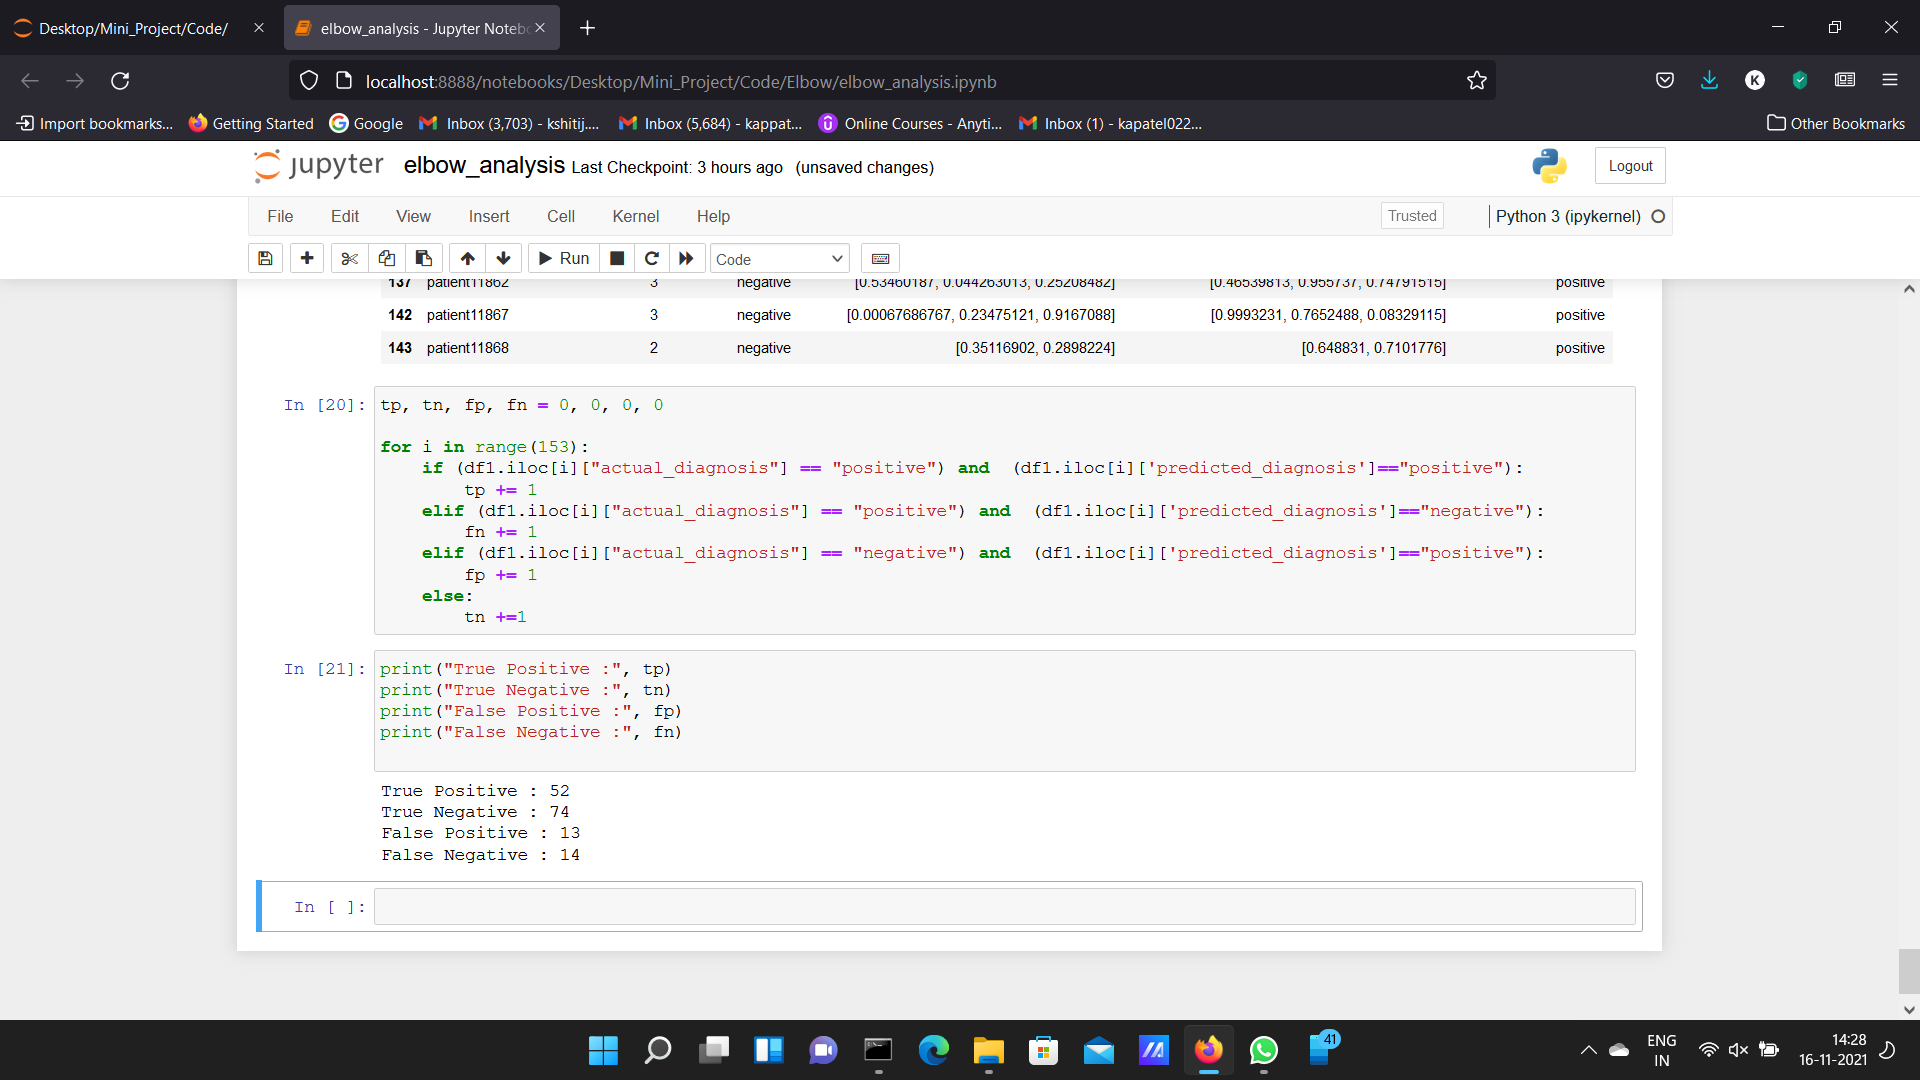 Desktop/Mini_Project/Code/
elbow_analysis - Jupyter Notebo
localhost:8888/notebooks/Desktop/Mini_Project/Code/Elbow/elbow_analysis.ipynb
K
Import bookmarks... Getting Started Google Inbox (3,703) - kshitij.... Inbox (5,684) - kappat... Online Courses - Anyti... Inbox (1) - kapatel022... Other Bookmarks
jupyter elbow_analysis Last Checkpoint: 3 hours ago (unsaved changes) Logout
File Edit View Insert Cell Kernel Help Trusted Python 3 (ipykernel)
Run Code
137 patient11862 3 negative [0.53460187, 0.044263013, 0.25208482] [0.46539813, 0.955737, 0.74791515] positive
142 patient11867 3 negative [0.00067686767, 0.23475121, 0.9167088] [0.9993231, 0.7652488, 0.08329115] positive
143 patient11868 2 negative [0.35116902, 0.2898224] [0.648831, 0.7101776] positive
In [20]: tp, tn, fp, fn = 0, 0, 0, 0
for i in range(153):
    if (df1.iloc[i]["actual_diagnosis"] == "positive") and  (df1.iloc[i]['predicted_diagnosis']=="positive"):
        tp += 1
    elif (df1.iloc[i]["actual_diagnosis"] == "positive") and  (df1.iloc[i]['predicted_diagnosis']=="negative"):
        fn += 1
    elif (df1.iloc[i]["actual_diagnosis"] == "negative") and  (df1.iloc[i]['predicted_diagnosis']=="positive"):
        fp += 1
    else:
        tn +=1
In [21]: print("True Positive :", tp)
print("True Negative :", tn)
print("False Positive :", fp)
print("False Negative :", fn)
True Positive : 52
True Negative : 74
False Positive : 13
False Negative : 14
In [ ]:
41
ENG
IN
14:28
16-11-2021